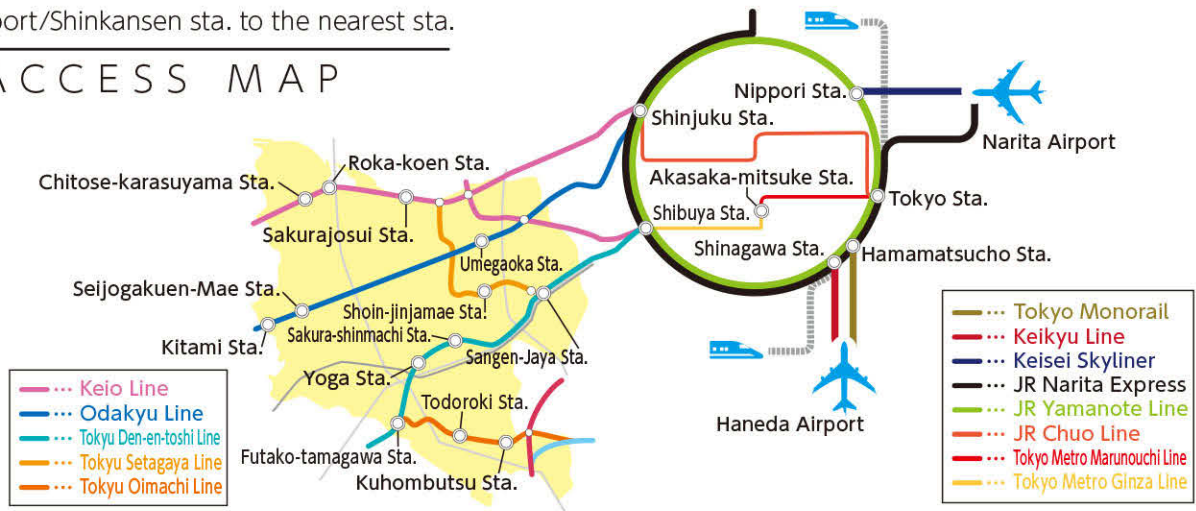 port/Shinkansen sta. to the nearest sta.
ACCESS MAP
Nippori Sta.
Shinjuku Sta.
Narita Airport
Roka-koen Sta.
Chitose-karasuyama Sta.
Akasaka-mitsuke Sta.
Tokyo Sta.
Shibuya Sta.
Sakurajosui Sta.
Shinagawa Sta.
Hamamatsucho Sta.
Umegaoka Sta.
Seijogakuen-Mae Sta.
Shoin-jinjamae Sta.
Sakura-shinmachi Sta.
Kitami Sta.
Sangen-Jaya Sta.
Yoga Sta.
Todoroki Sta.
Haneda Airport
Futako-tamagawa Sta.
Kuhombutsu Sta.
··· Keio Line
··· Odakyu Line
··· Tokyu Den-en-toshi Line
··· Tokyu Setagaya Line
··· Tokyu Oimachi Line
··· Tokyo Monorail
··· Keikyu Line
··· Keisei Skyliner
··· JR Narita Express
··· JR Yamanote Line
··· JR Chuo Line
··· Tokyo Metro Marunouchi Line
··· Tokyo Metro Ginza Line